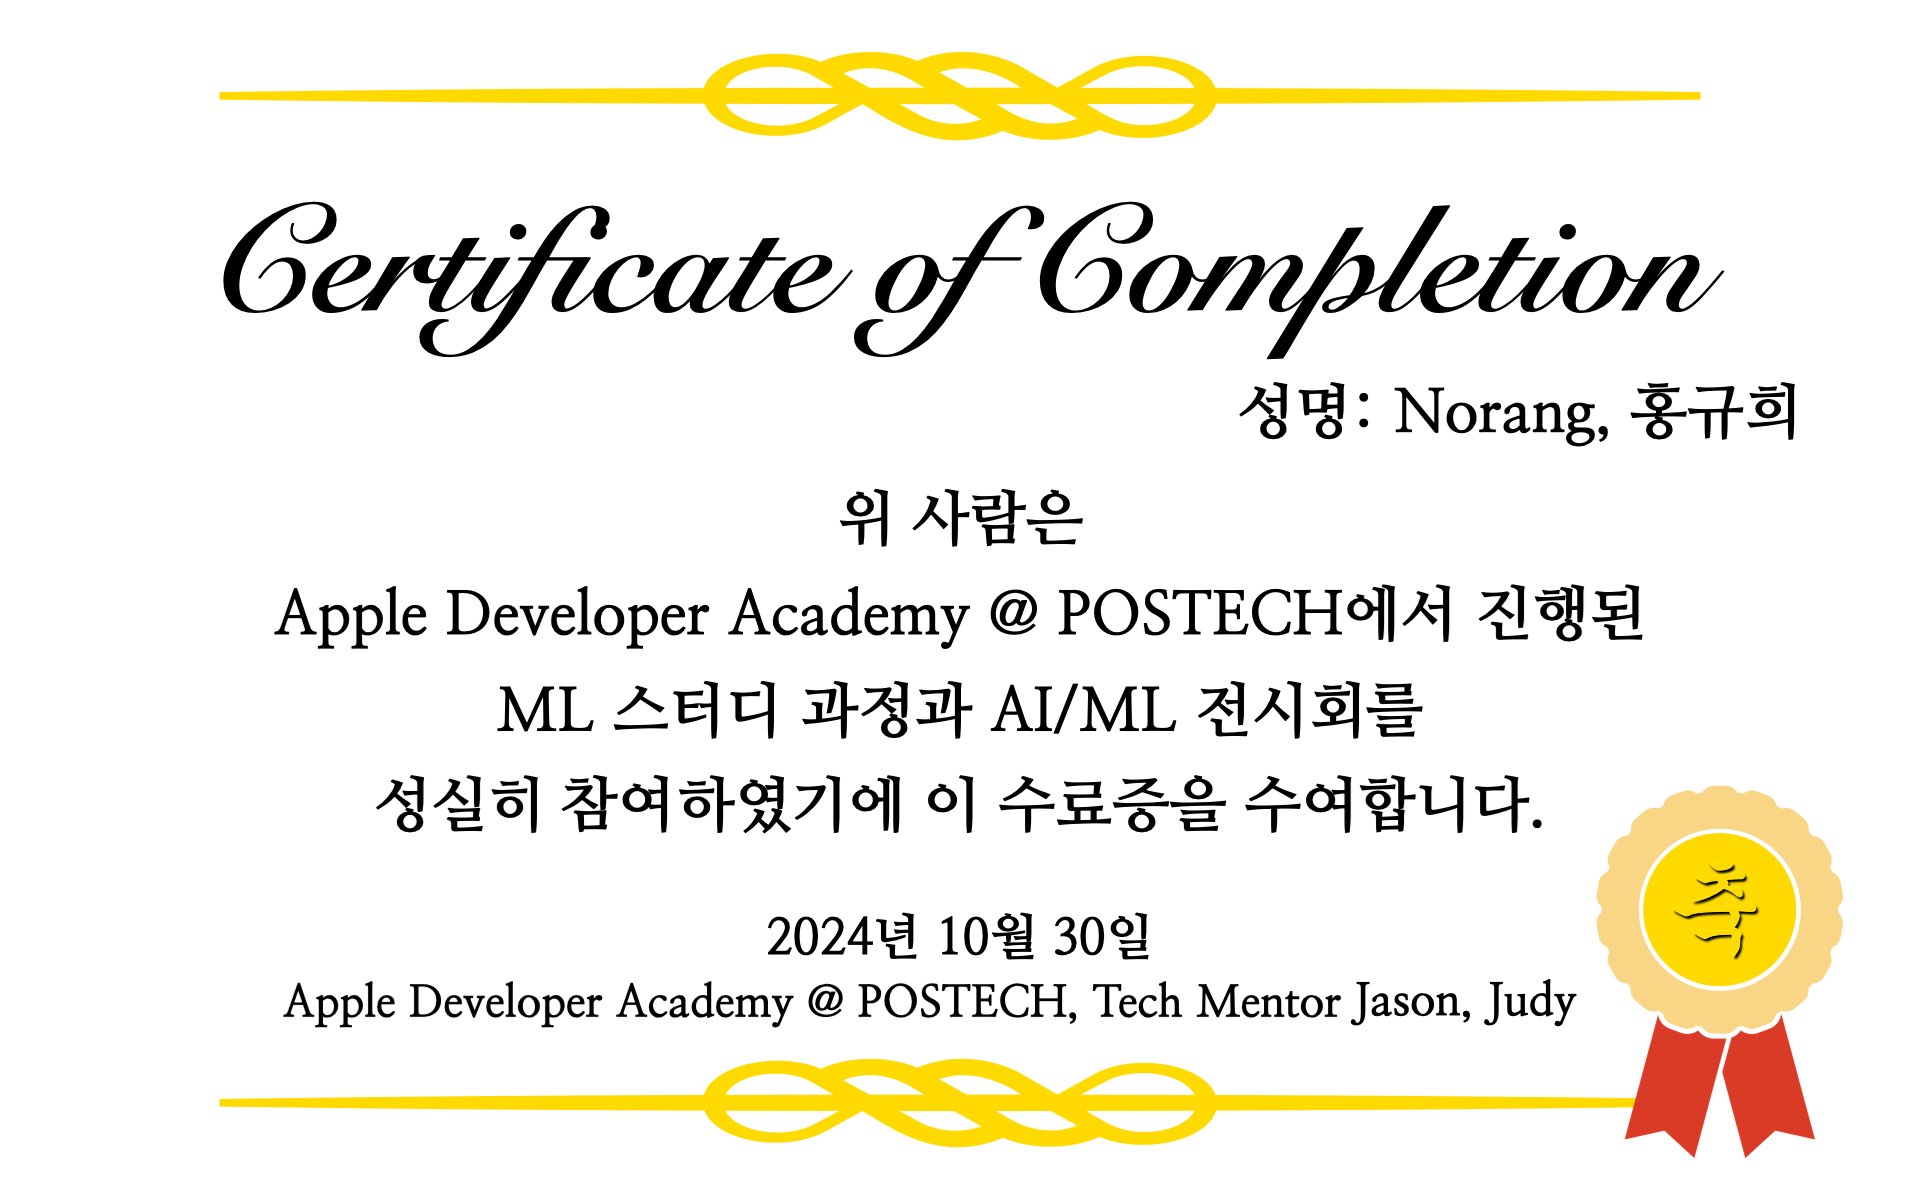 Certificate of Completion
성명: Norang, 홍규희
위 사람은
Apple Developer Academy @ POSTECH에서 진행된
ML 스터디 과정과 AI/ML 전시회를
성실히 참여하였기에 이 수료증을 수여합니다.
2024년 10월 30일
Apple Developer Academy @ POSTECH, Tech Mentor Jason, Judy
축